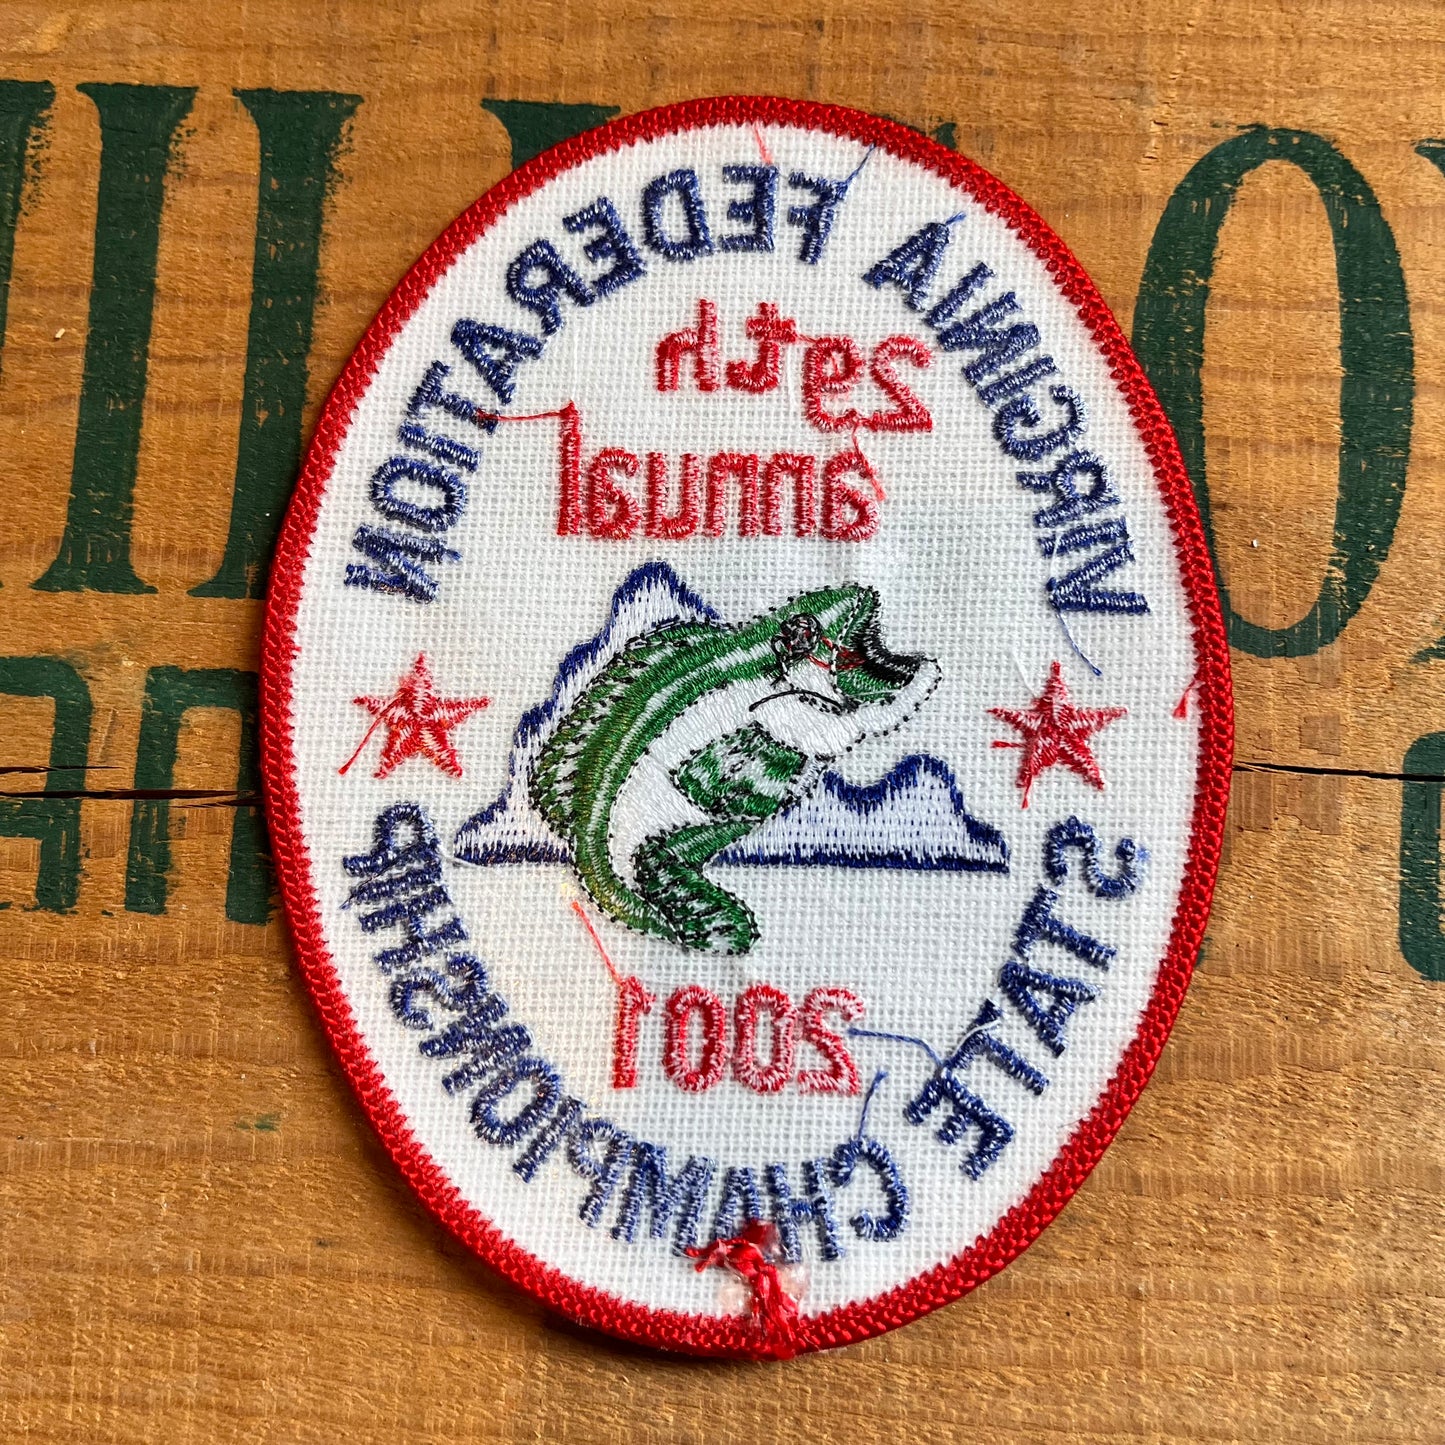 VIRGINIA FEDERATION
29th
annual
2001
STATE CHAMPIONSHIP